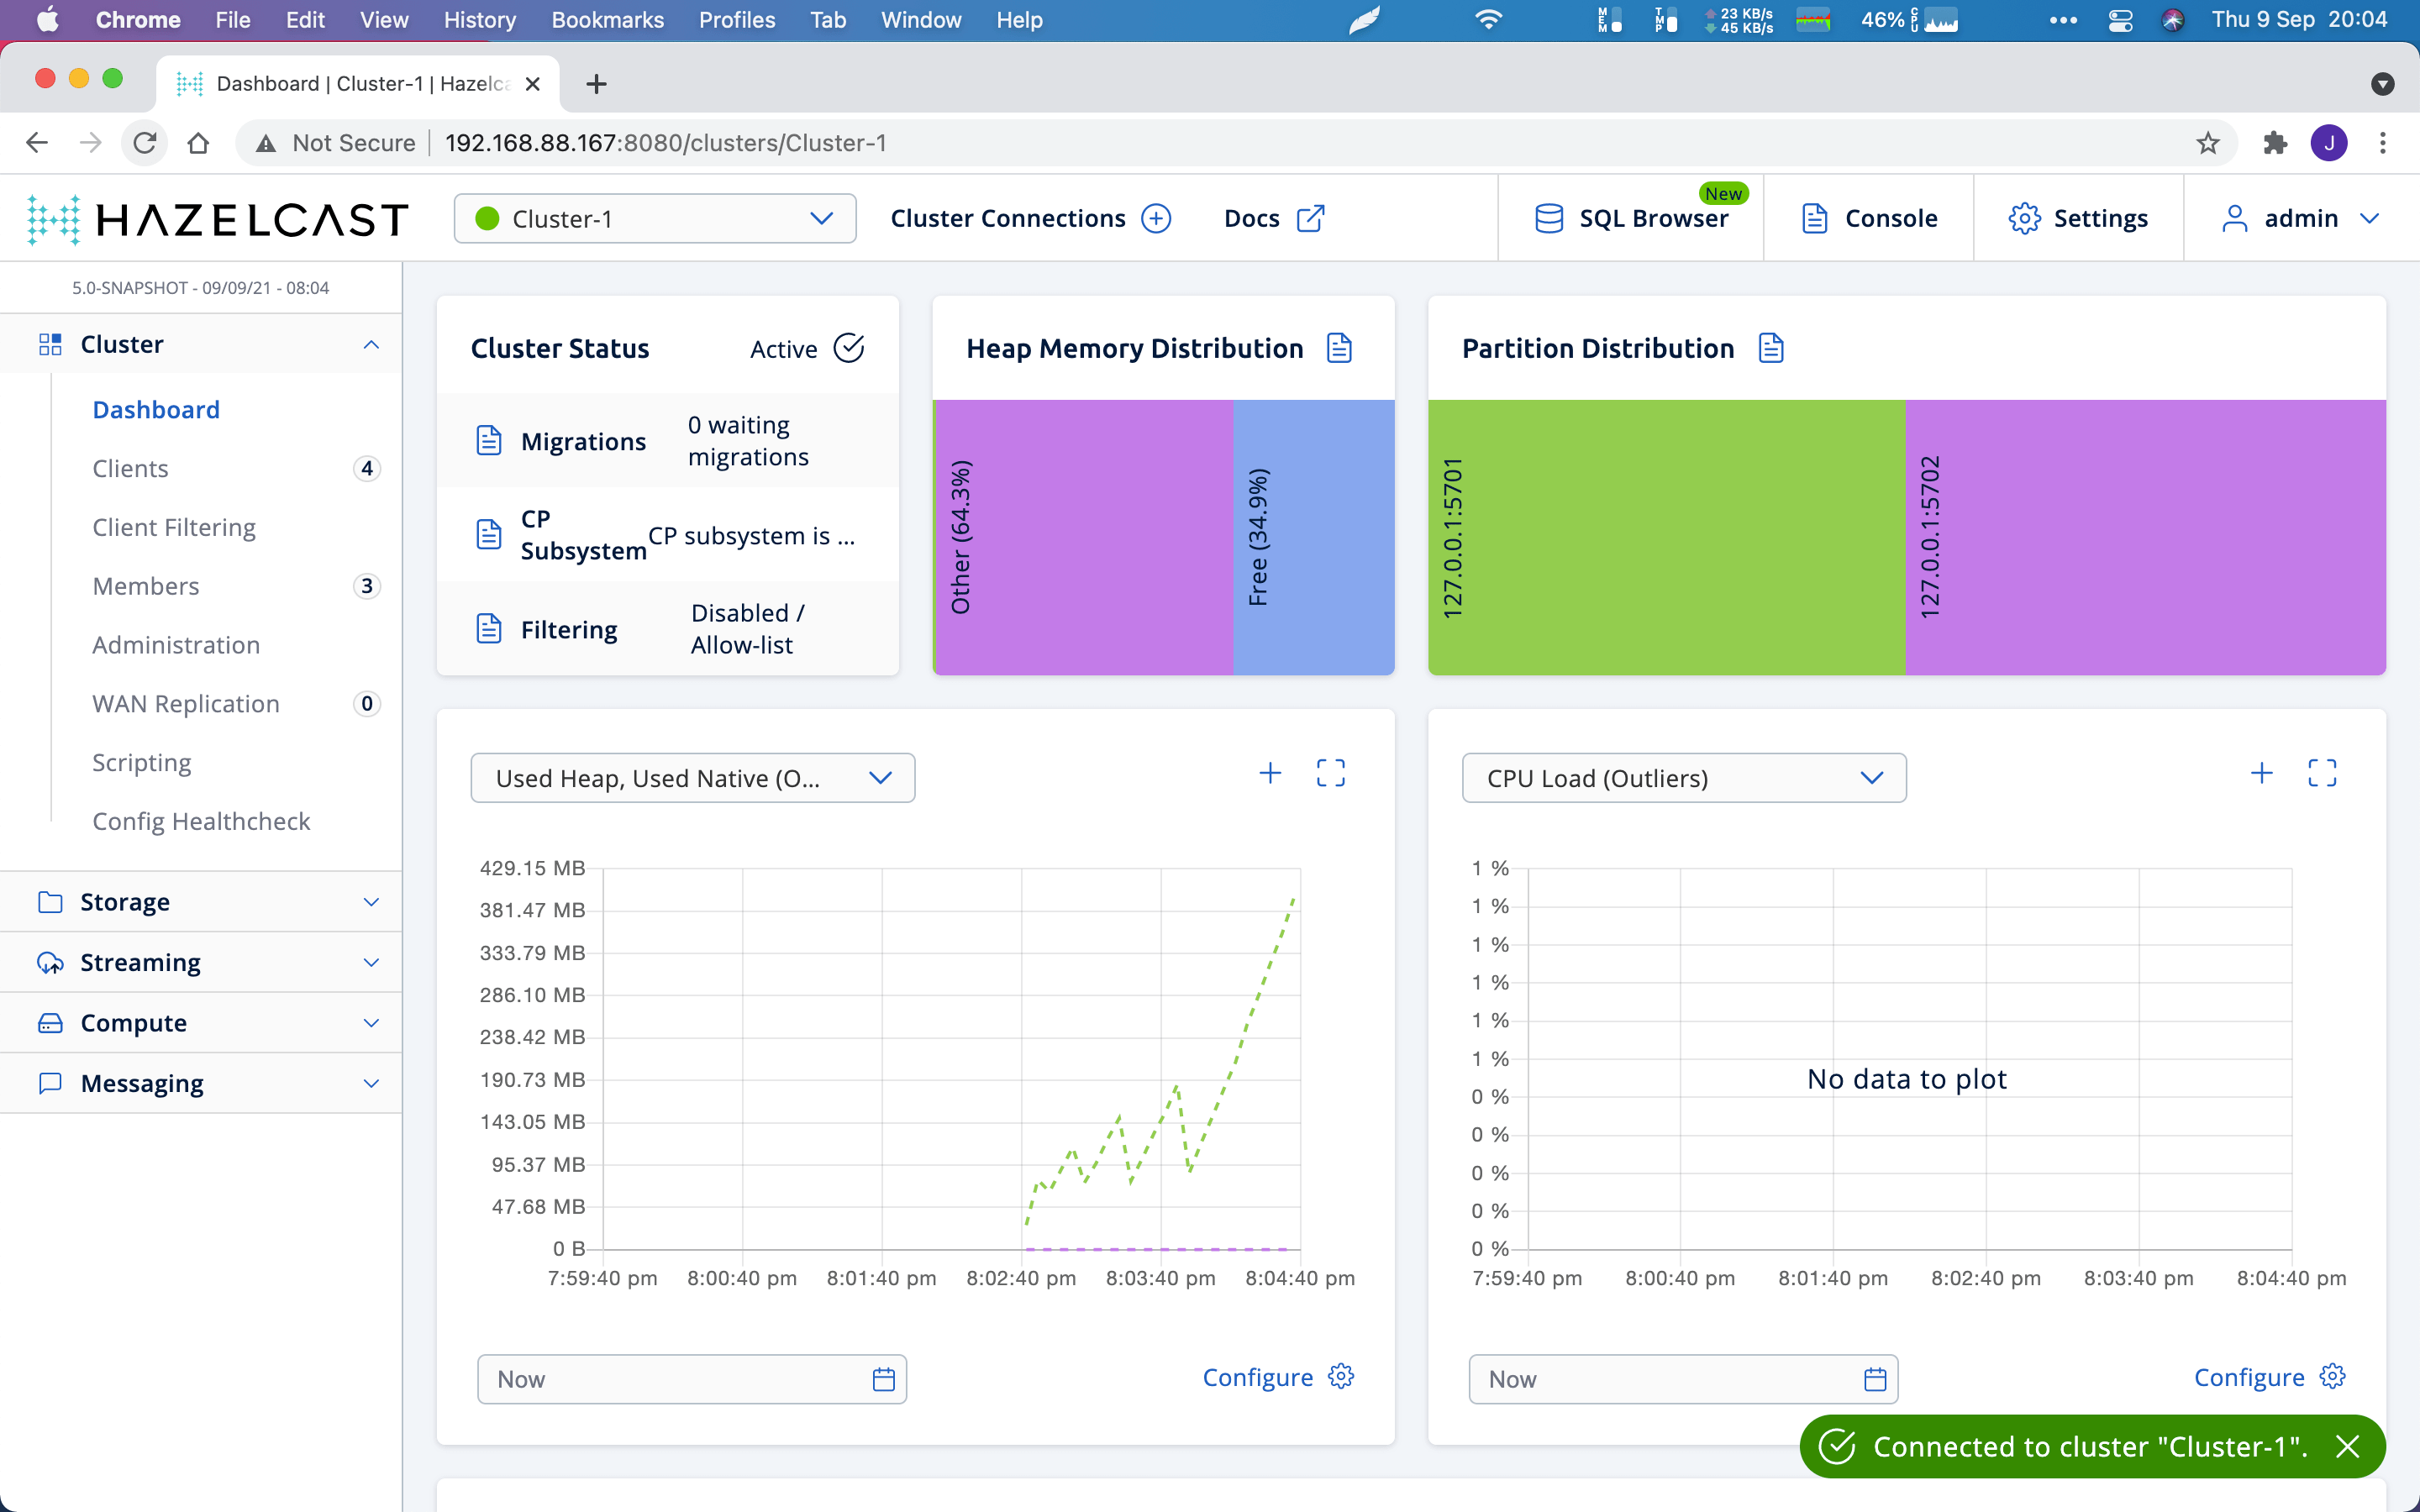 Chrome File Edit View History Bookmarks Profiles Tab Window Help
MEM TMP 23 KB/s 45 KB/s 46% CPU ••• Thu 9 Sep 20:04
Dashboard | Cluster-1 | Hazelca
Not Secure 192.168.88.167:8080/clusters/Cluster-1 J
HAZELCAST Cluster-1 Cluster Connections Docs SQL Browser New Console Settings admin
5.0-SNAPSHOT - 09/09/21 - 08:04
Cluster
Dashboard
Clients 4
Client Filtering
Members 3
Administration
WAN Replication 0
Scripting
Config Healthcheck
Storage
Streaming
Compute
Messaging
Cluster Status Active
Migrations 0 waiting
migrations
CP
Subsystem CP subsystem is ...
Filtering Disabled /
Allow-list
Heap Memory Distribution
Other (64.3%)
Free (34.9%)
Partition Distribution
127.0.0.1:5701
127.0.0.1:5702
Used Heap, Used Native (O...
429.15 MB
381.47 MB
333.79 MB
286.10 MB
238.42 MB
190.73 MB
143.05 MB
95.37 MB
47.68 MB
0 B
7:59:40 pm 8:00:40 pm 8:01:40 pm 8:02:40 pm 8:03:40 pm 8:04:40 pm
Now Configure
CPU Load (Outliers)
1 %
1 %
1 %
1 %
1 %
1 %
0 %
0 %
0 %
0 %
0 %
No data to plot
7:59:40 pm 8:00:40 pm 8:01:40 pm 8:02:40 pm 8:03:40 pm 8:04:40 pm
Now Configure
Connected to cluster "Cluster-1".